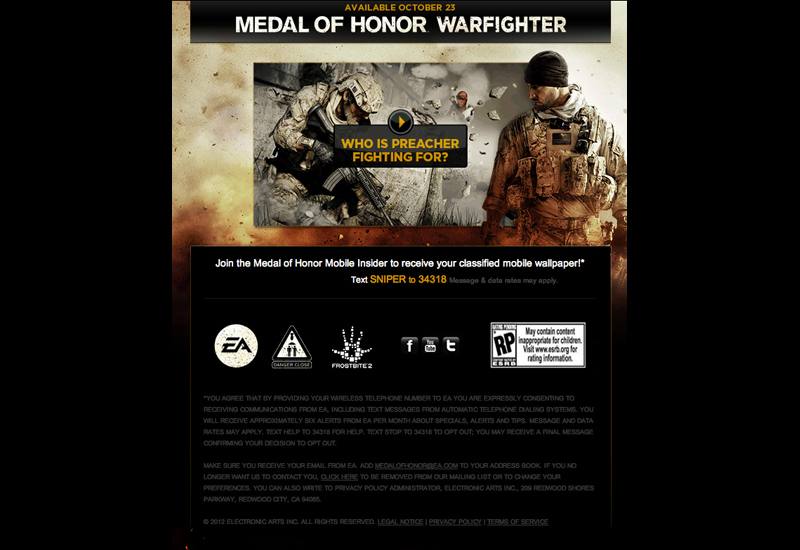 AVAILABLE OCTOBER 23
MEDAL OF HONOR WARFIGHTER
WHO IS PREACHER
FIGHTING FOR?
Join the Medal of Honor Mobile Insider to receive your classified mobile wallpaper!*
Text SNIPER to 34318 Message & data rates may apply.
EA
DANGER CLOSE
FROSTBITE 2
f
You
Tube
t
RATING PENDING
RP
CONTENT RATED BY
ESRB
May contain content
inappropriate for children.
Visit www.esrb.org for
rating information.
*YOU AGREE THAT BY PROVIDING YOUR WIRELESS TELEPHONE NUMBER TO EA YOU ARE EXPRESSLY CONSENTING TO
RECEIVING COMMUNICATIONS FROM EA, INCLUDING TEXT MESSAGES FROM AUTOMATIC TELEPHONE DIALING SYSTEMS. YOU
WILL RECEIVE APPROXIMATELY SIX ALERTS FROM EA PER MONTH ABOUT SPECIALS, ALERTS AND TIPS. MESSAGE AND DATA
RATES MAY APPLY. TEXT HELP TO 34318 FOR HELP. TEXT STOP TO 34318 TO OPT OUT; YOU MAY RECEIVE A FINAL MESSAGE
CONFIRMING YOUR DECISION TO OPT OUT.
MAKE SURE YOU RECEIVE YOUR EMAIL FROM EA. ADD MEDALOFHONOR@EA.COM TO YOUR ADDRESS BOOK. IF YOU NO
LONGER WANT US TO CONTACT YOU, CLICK HERE TO BE REMOVED FROM OUR MAILING LIST OR TO CHANGE YOUR
PREFERENCES. YOU CAN ALSO WRITE TO PRIVACY POLICY ADMINISTRATOR, ELECTRONIC ARTS INC., 209 REDWOOD SHORES
PARKWAY, REDWOOD CITY, CA 94065.
© 2012 ELECTRONIC ARTS INC. ALL RIGHTS RESERVED. LEGAL NOTICE | PRIVACY POLICY | TERMS OF SERVICE